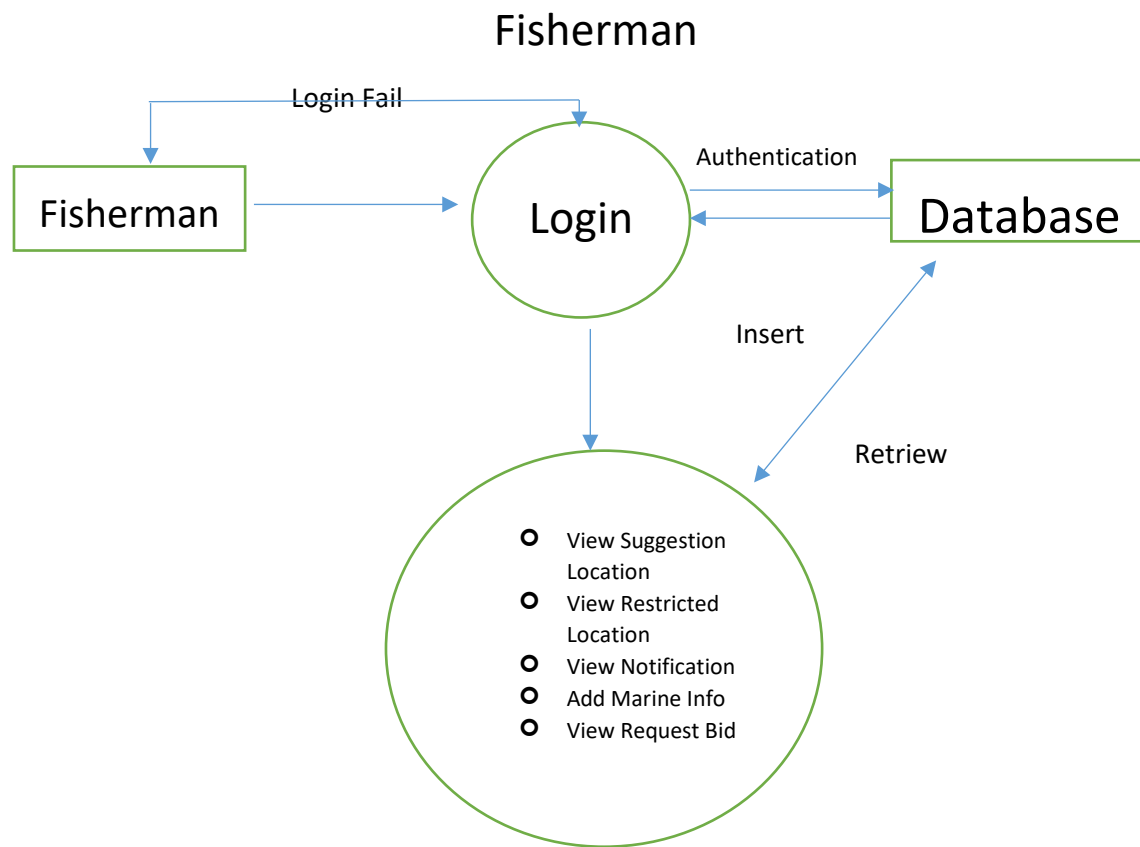 Fisherman
Login Fail
Authentication
Fisherman
Login
Database
Insert
Retriew
View Suggestion
Location
View Restricted
Location
View Notification
Add Marine Info
View Request Bid